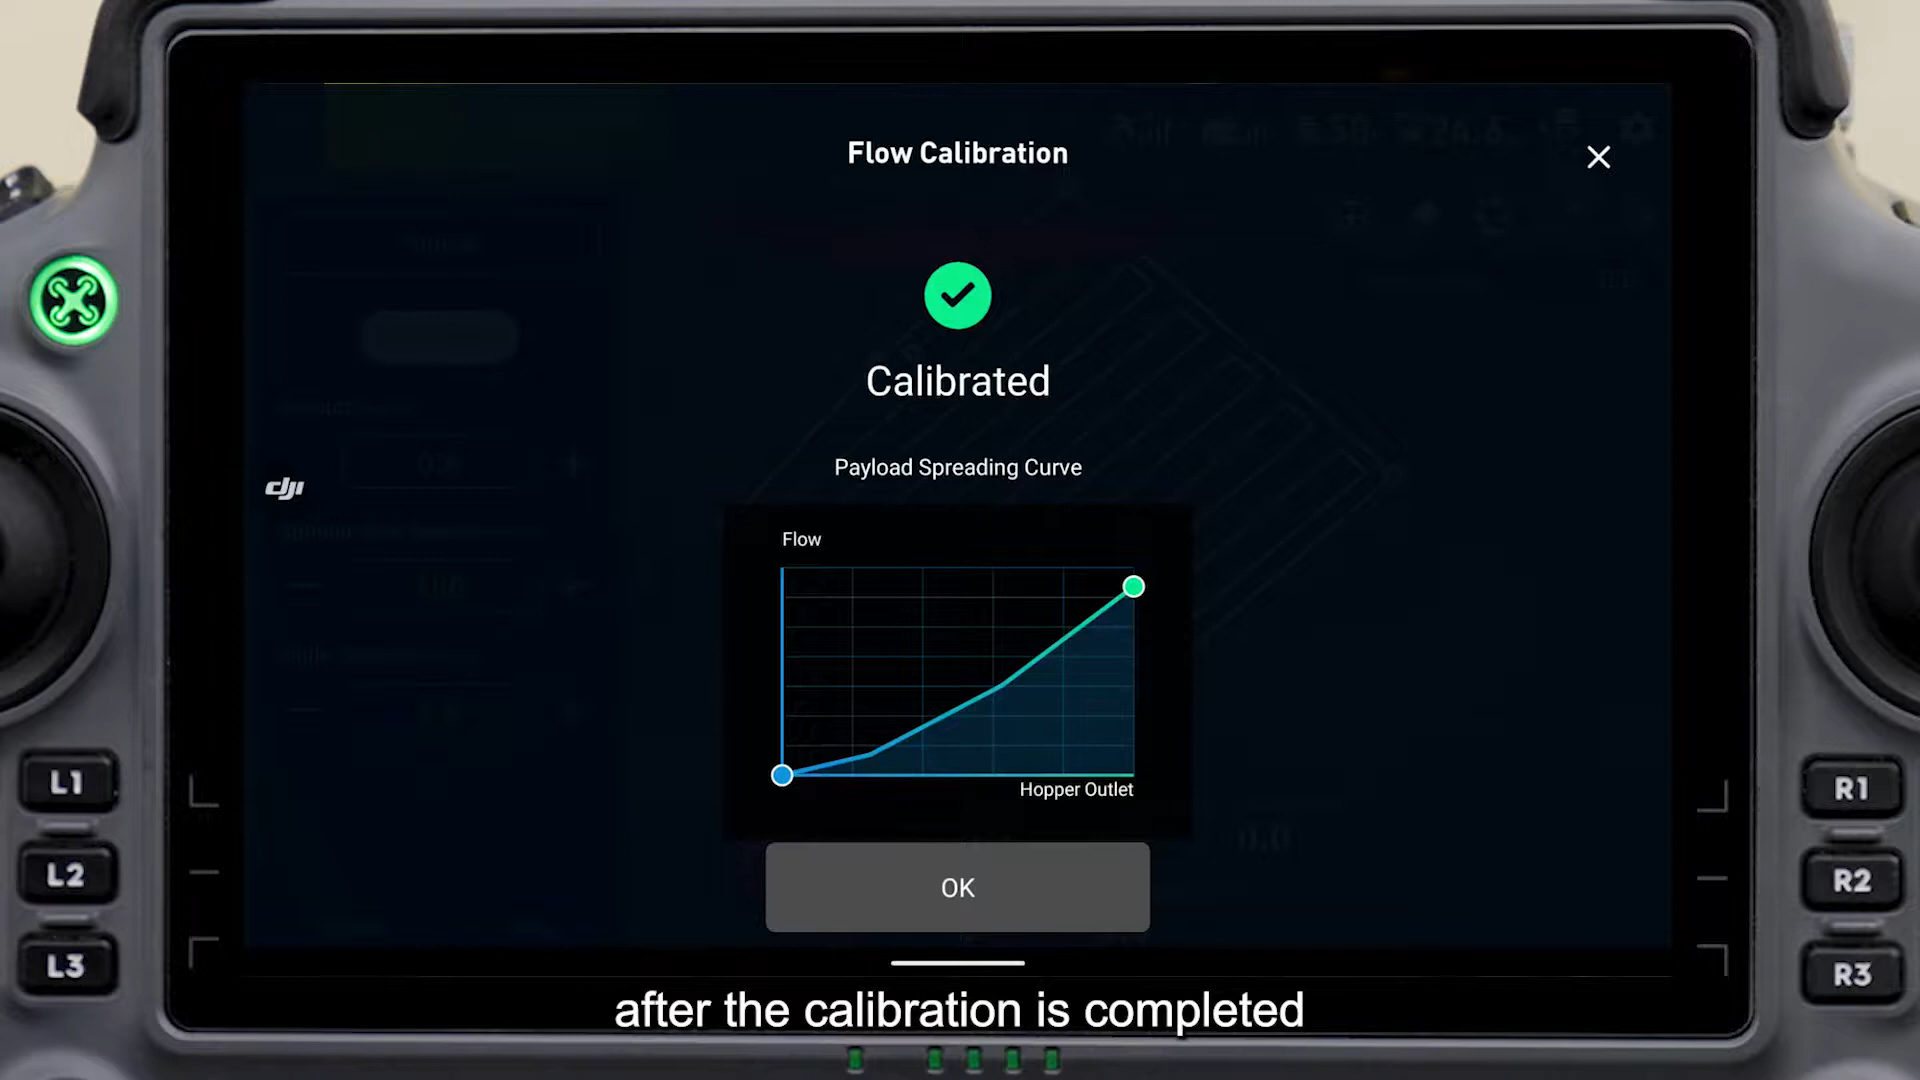 Flow Calibration
Calibrated
dji
Payload Spreading Curve
Flow
Hopper Outlet
OK
L1
L2
L3
R1
R2
R3
after the calibration is completed